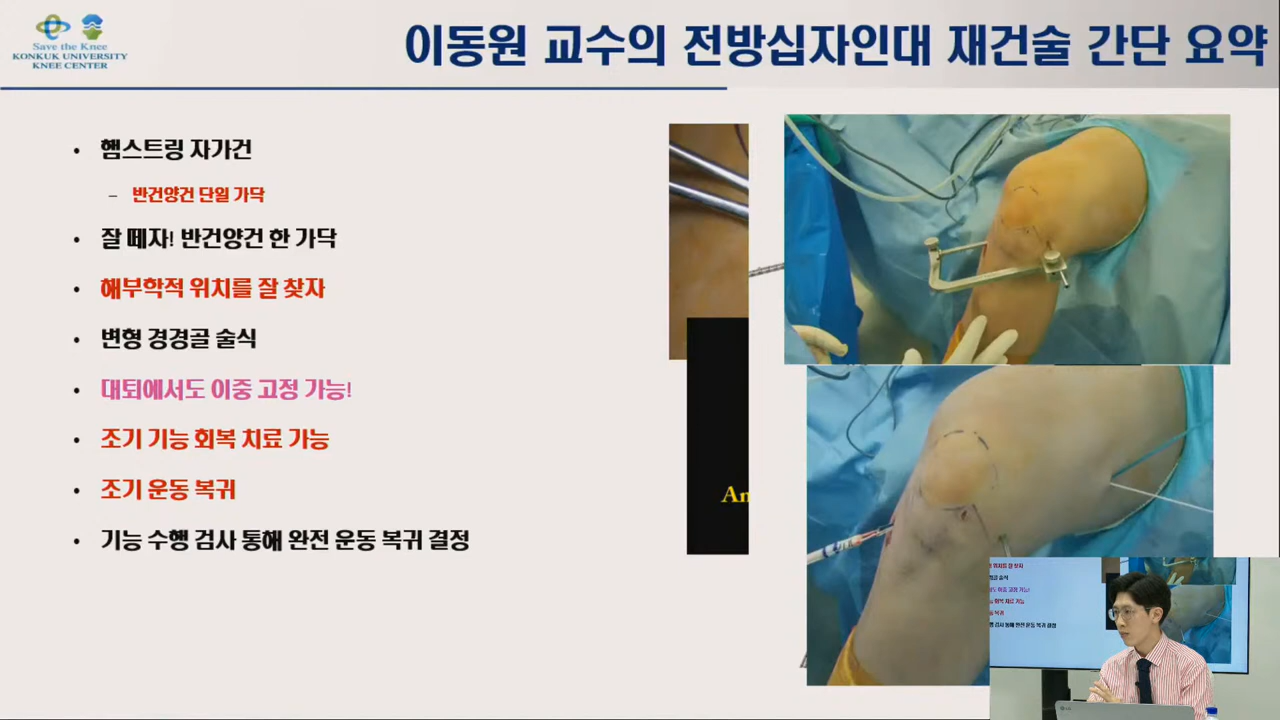 Save the Knee
KONKUK UNIVERSITY
KNEE CENTER
이동원 교수의 전방십자인대 재건술 간단 요약
• 햄스트링 자가건
– 반건양건 단일 가닥
• 잘 떼자! 반건양건 한 가닥
• 해부학적 위치를 잘 찾자
• 변형 경경골 술식
• 대퇴에서도 이중 고정 가능!
• 조기 기능 회복 치료 가능
• 조기 운동 복귀
• 기능 수행 검사 통해 완전 운동 복귀 결정
An